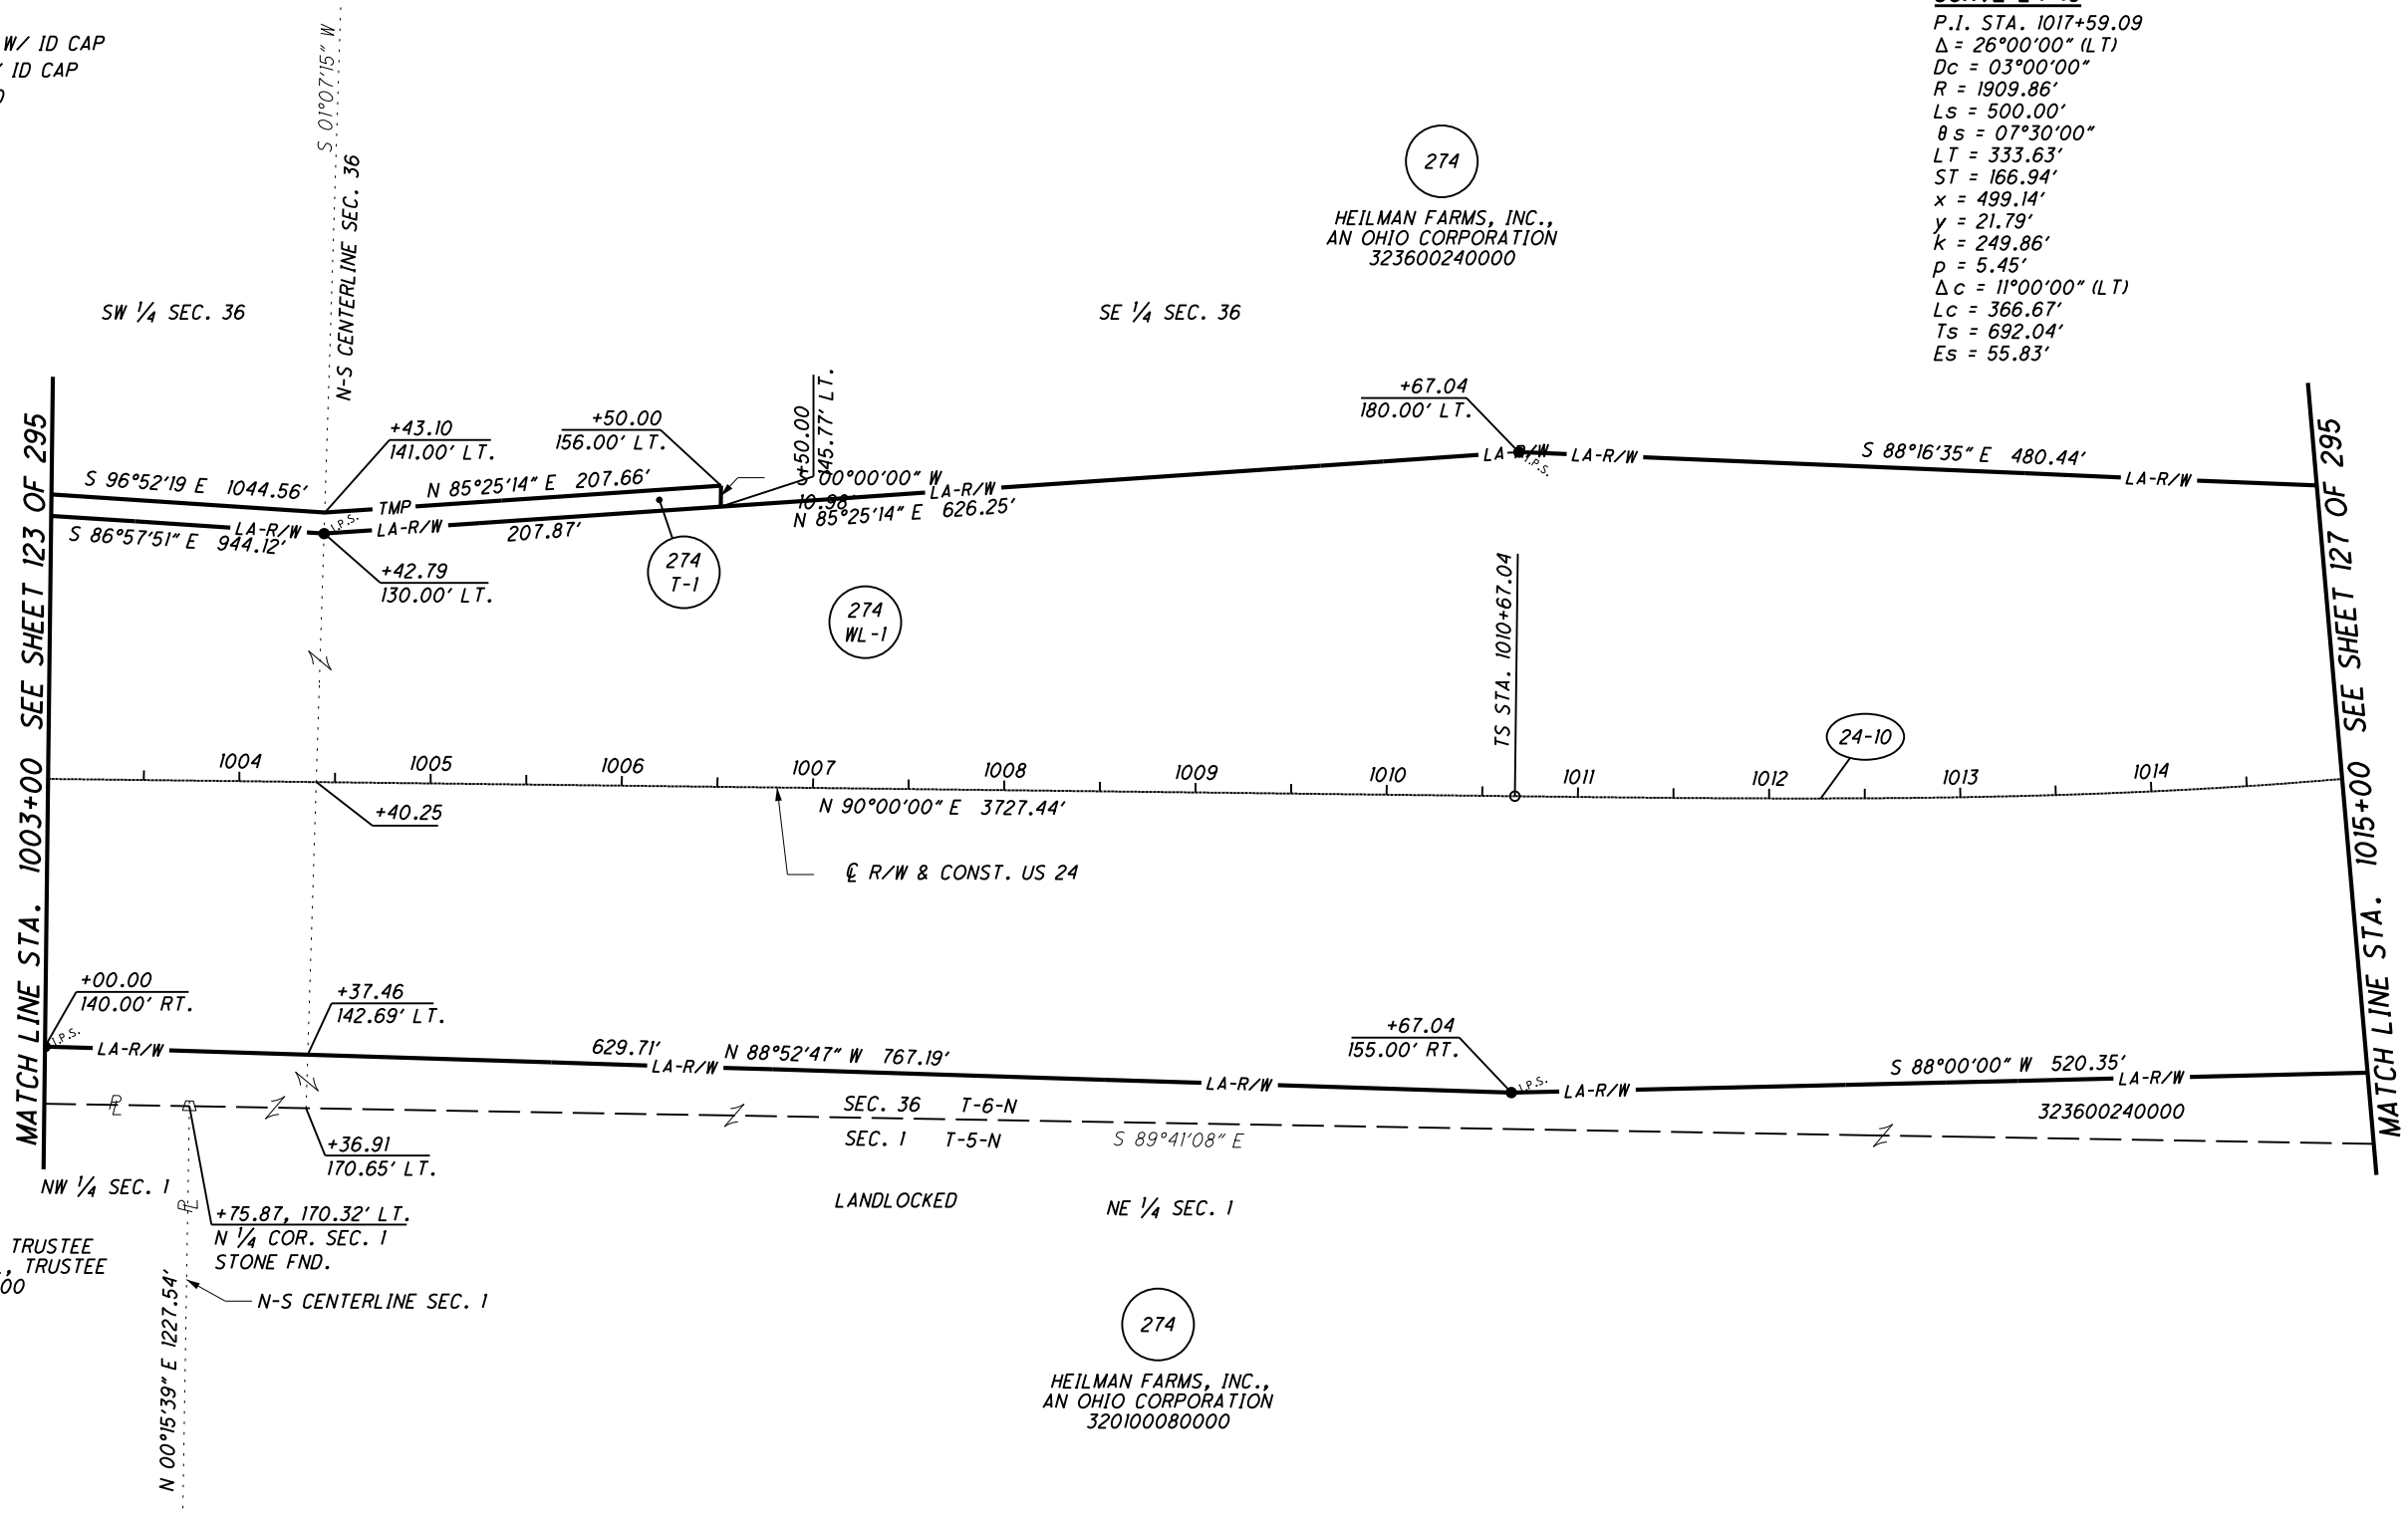 W/ ID CAP
ID CAP
S 01°07'15" W
N-S CENTERLINE SEC. 36
P.I. STA. 1017+59.09
Δ = 26°00'00" (LT)
Dc = 03°00'00"
R = 1909.86'
Ls = 500.00'
θs = 07°30'00"
LT = 333.63'
ST = 166.94'
x = 499.14'
y = 21.79'
k = 249.86'
p = 5.45'
Δc = 11°00'00" (LT)
Lc = 366.67'
Ts = 692.04'
Es = 55.83'
274
HEILMAN FARMS, INC.,
AN OHIO CORPORATION
323600240000
SW 1/4 SEC. 36
SE 1/4 SEC. 36
MATCH LINE STA. 1003+00 SEE SHEET 123 OF 295
S 96°52'19 E 1044.56'
S 86°57'51" E 944.12'
LA-R/W
I.P.S.
+43.10
141.00' LT.
+50.00
156.00' LT.
+50.00
145.77' LT.
TMP
N 85°25'14" E 207.66'
LA-R/W
207.87'
S 00°00'00" W
10.98'
LA-R/W
N 85°25'14" E 626.25'
+42.79
130.00' LT.
274
T-1
274
WL-1
+67.04
180.00' LT.
LA-R/W
I.P.S.
LA-R/W
S 88°16'35" E 480.44'
LA-R/W
MATCH LINE STA. 1015+00 SEE SHEET 127 OF 295
TS STA. 1010+67.04
24-10
1004
1005
1006
1007
1008
1009
1010
1011
1012
1013
1014
+40.25
N 90°00'00" E 3727.44'
℄ R/W & CONST. US 24
+00.00
140.00' RT.
I.P.S.
LA-R/W
+37.46
142.69' LT.
629.71'
LA-R/W
N 88°52'47" W 767.19'
LA-R/W
+67.04
155.00' RT.
I.P.S.
LA-R/W
S 88°00'00" W 520.35'
LA-R/W
323600240000
PL
SEC. 36 T-6-N
SEC. 1 T-5-N
S 89°41'08" E
+36.91
170.65' LT.
NW 1/4 SEC. 1
PL
+75.87, 170.32' LT.
N 1/4 COR. SEC. 1
STONE FND.
LANDLOCKED
NE 1/4 SEC. 1
TRUSTEE
, TRUSTEE
00
N 00°15'39" E 1227.54'
N-S CENTERLINE SEC. 1
274
HEILMAN FARMS, INC.,
AN OHIO CORPORATION
320100080000